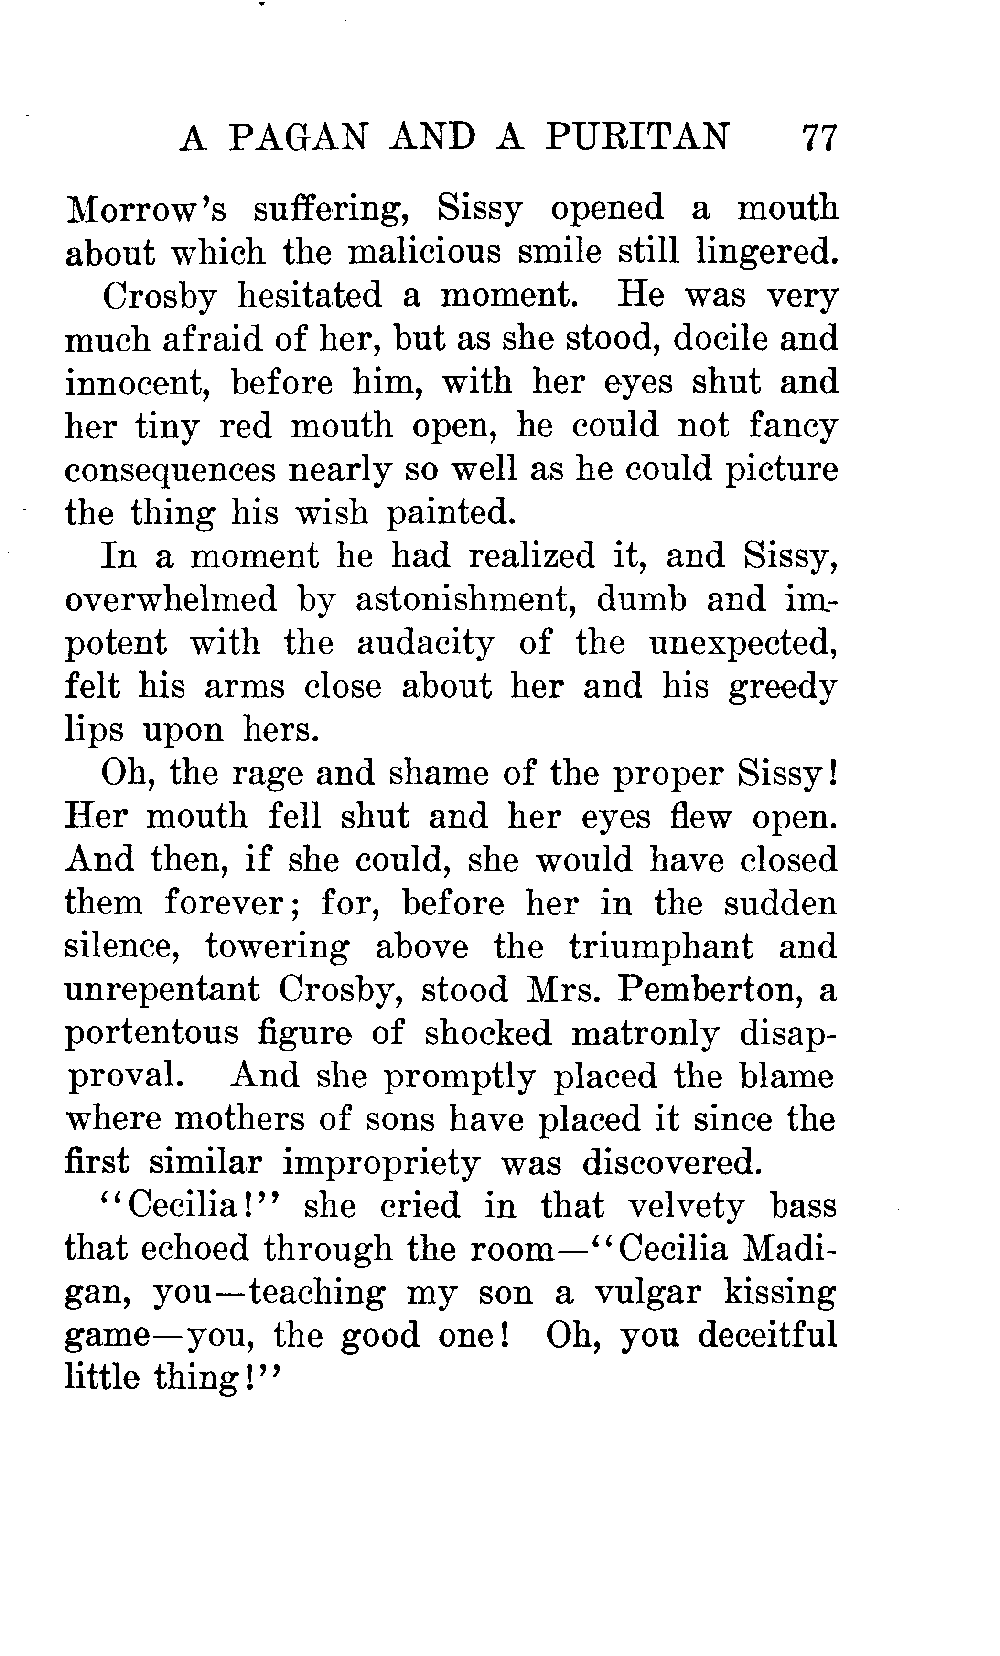 A PAGAN AND A PURITAN 77
Morrow's suffering, Sissy opened a mouth
about which the malicious smile still lingered.
Crosby hesitated a moment. He was very
much afraid of her, but as she stood, docile and
innocent, before him, with her eyes shut and
her tiny red mouth open, he could not fancy
consequences nearly so well as he could picture
the thing his wish painted.
In a moment he had realized it, and Sissy,
overwhelmed by astonishment, dumb and im-
potent with the audacity of the unexpected,
felt his arms close about her and his greedy
lips upon hers.
Oh, the rage and shame of the proper Sissy!
Her mouth fell shut and her eyes flew open.
And then, if she could, she would have closed
them forever; for, before her in the sudden
silence, towering above the triumphant and
unrepentant Crosby, stood Mrs. Pemberton, a
portentous figure of shocked matronly disap-
proval. And she promptly placed the blame
where mothers of sons have placed it since the
first similar impropriety was discovered.
"Cecilia!" she cried in that velvety bass
that echoed through the room—"Cecilia Madi-
gan, you—teaching my son a vulgar kissing
game—you, the good one! Oh, you deceitful
little thing!"